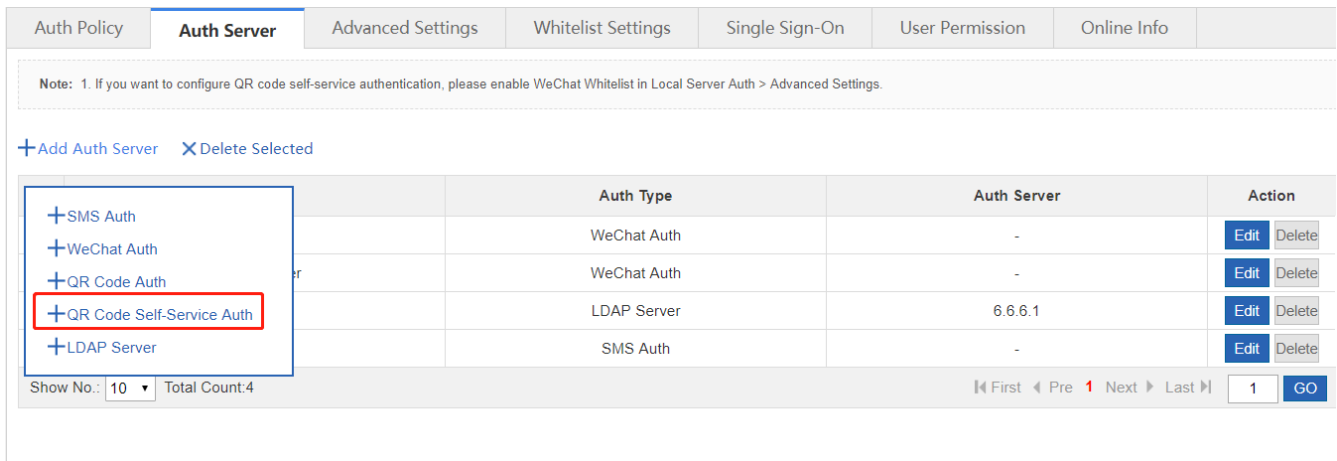 Auth Policy Auth Server Advanced Settings Whitelist Settings Single Sign-On User Permission Online Info
Note: 1. If you want to configure QR code self-service authentication, please enable WeChat Whitelist in Local Server Auth > Advanced Settings.
Add Auth Server Delete Selected
Auth Type Auth Server Action
SMS Auth
WeChat Auth - Edit Delete
WeChat Auth
WeChat Auth - Edit Delete
QR Code Auth
QR Code Self-Service Auth
LDAP Server 6.6.6.1 Edit Delete
LDAP Server
SMS Auth - Edit Delete
Show No.: 10 Total Count:4 First Pre 1 Next Last 1 GO